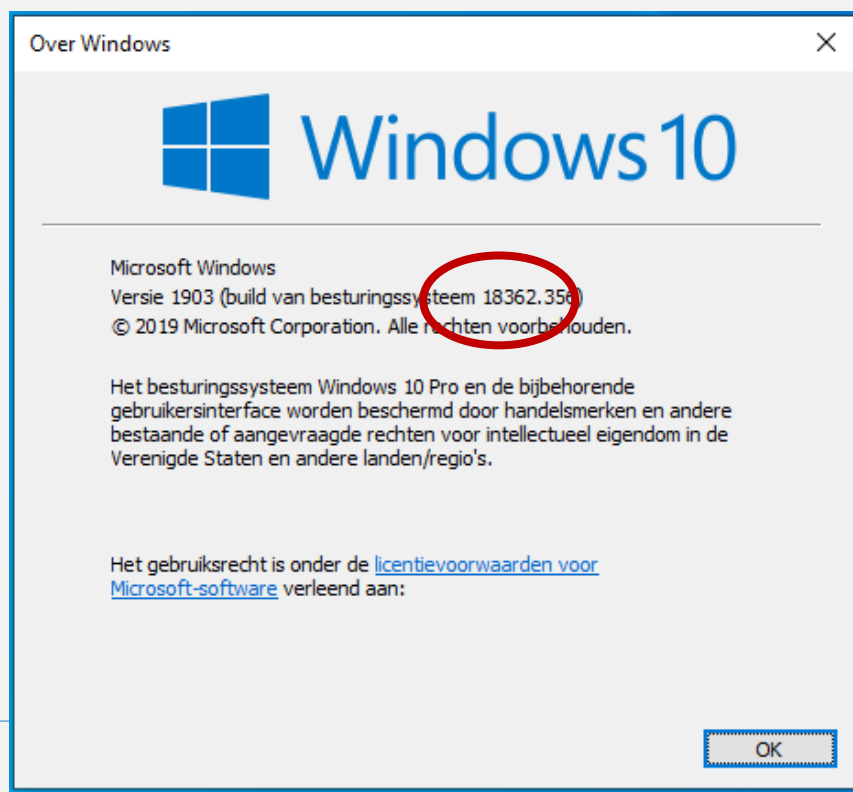 Over Windows
Windows 10
Microsoft Windows
Versie 1903 (build van besturingssysteem 18362.356)
© 2019 Microsoft Corporation. Alle rechten voorbehouden.
Het besturingssysteem Windows 10 Pro en de bijbehorende
gebruikersinterface worden beschermd door handelsmerken en andere
bestaande of aangevraagde rechten voor intellectueel eigendom in de
Verenigde Staten en andere landen/regio's.
Het gebruiksrecht is onder de licentievoorwaarden voor
Microsoft-software verleend aan:
OK